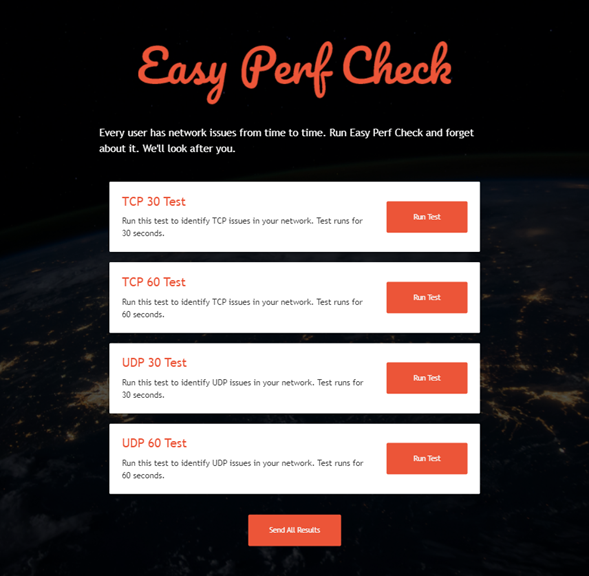 Easy Perf Check
Every user has network issues from time to time. Run Easy Perf Check and forget
about it. We'll look after you.
TCP 30 Test
Run this test to identify TCP issues in your network. Test runs for
30 seconds.
Run Test
TCP 60 Test
Run this test to identify TCP issues in your network. Test runs for
60 seconds.
Run Test
UDP 30 Test
Run this test to identify UDP issues in your network. Test runs for
30 seconds.
Run Test
UDP 60 Test
Run this test to identify UDP issues in your network. Test runs for
60 seconds.
Run Test
Send All Results